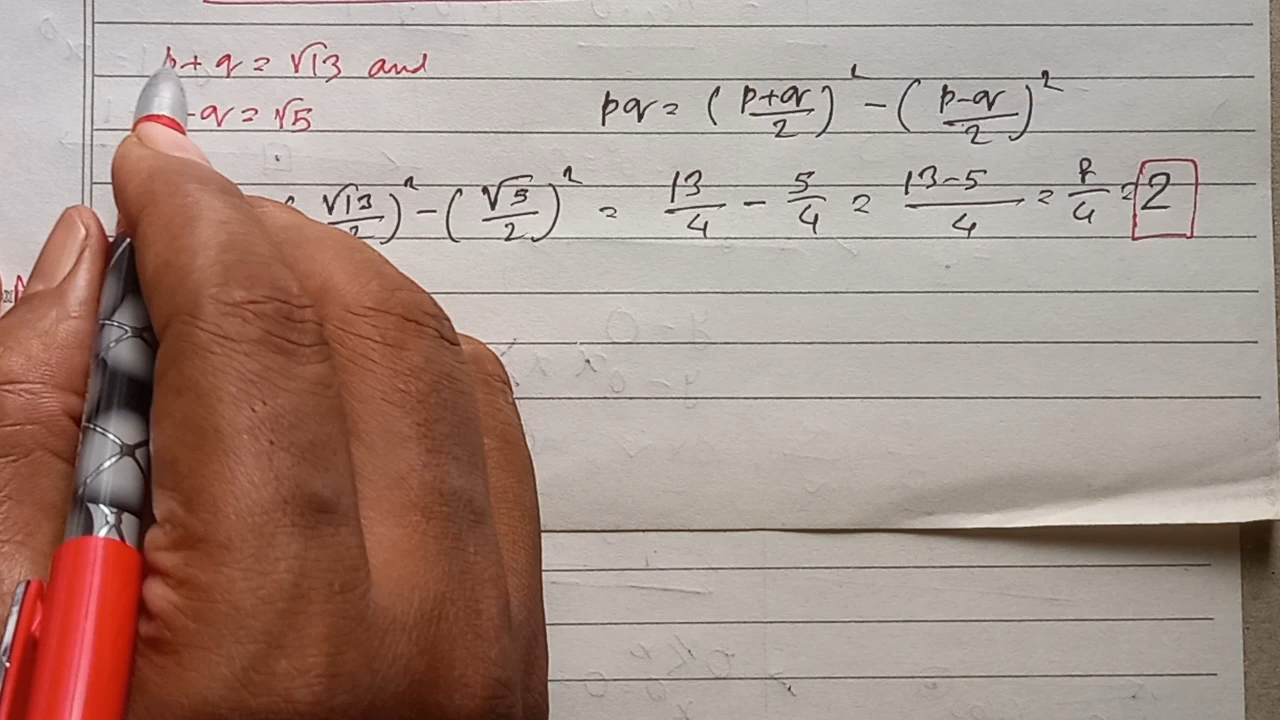 p+q = √13 and
-q = √5
pq = (p+q/2)² - (p-q/2)²
(√13/2)² - (√5/2)² = 13/4 - 5/4 = 13-5/4 = 8/4 = 2